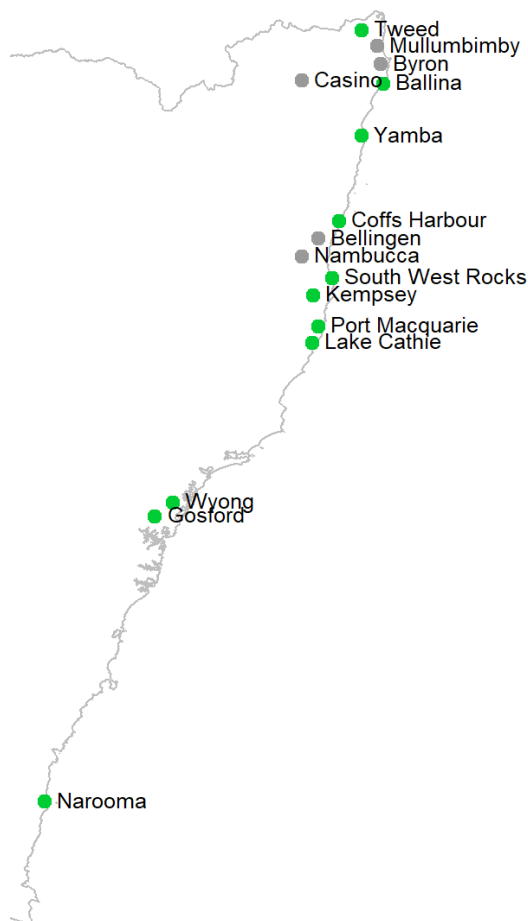 Tweed
Mullumbimby
Byron
Casino
Ballina
Yamba
Coffs Harbour
Bellingen
Nambucca
South West Rocks
Kempsey
Port Macquarie
Lake Cathie
Wyong
Gosford
Narooma